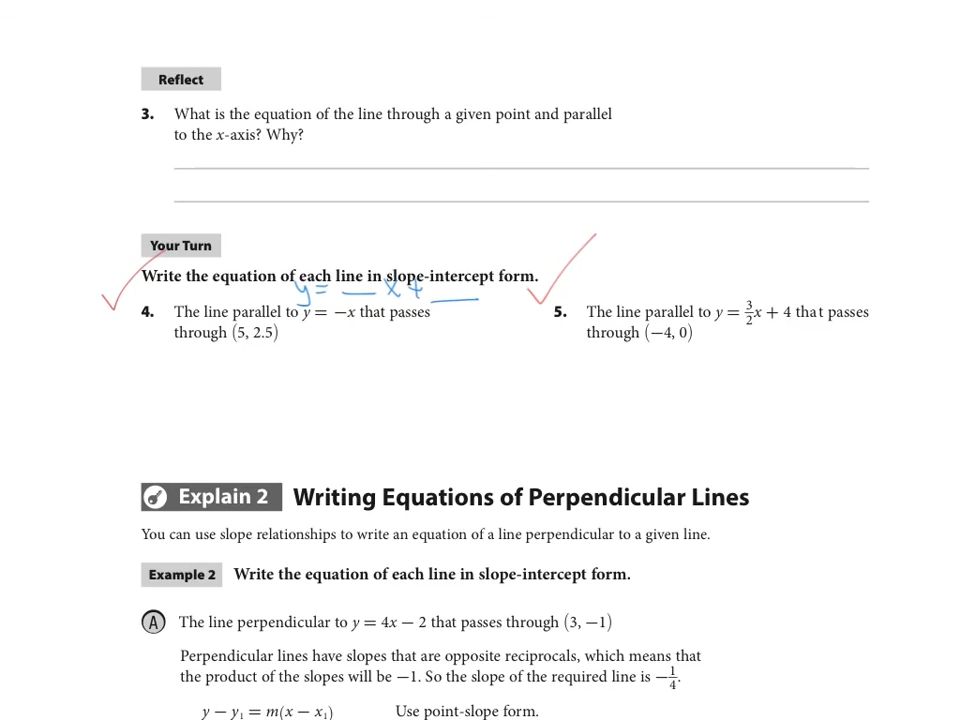 Reflect
3. What is the equation of the line through a given point and parallel
to the x-axis? Why?
Your Turn
Write the equation of each line in slope-intercept form.
y = __ x + __
4. The line parallel to y = −x that passes
through (5, 2.5)
5. The line parallel to y = 3/2 x + 4 that passes
through (−4, 0)
Explain 2 Writing Equations of Perpendicular Lines
You can use slope relationships to write an equation of a line perpendicular to a given line.
Example 2 Write the equation of each line in slope-intercept form.
A The line perpendicular to y = 4x − 2 that passes through (3, −1)
Perpendicular lines have slopes that are opposite reciprocals, which means that
the product of the slopes will be −1. So the slope of the required line is −1/4.
y − y₁ = m(x − x₁) Use point-slope form.